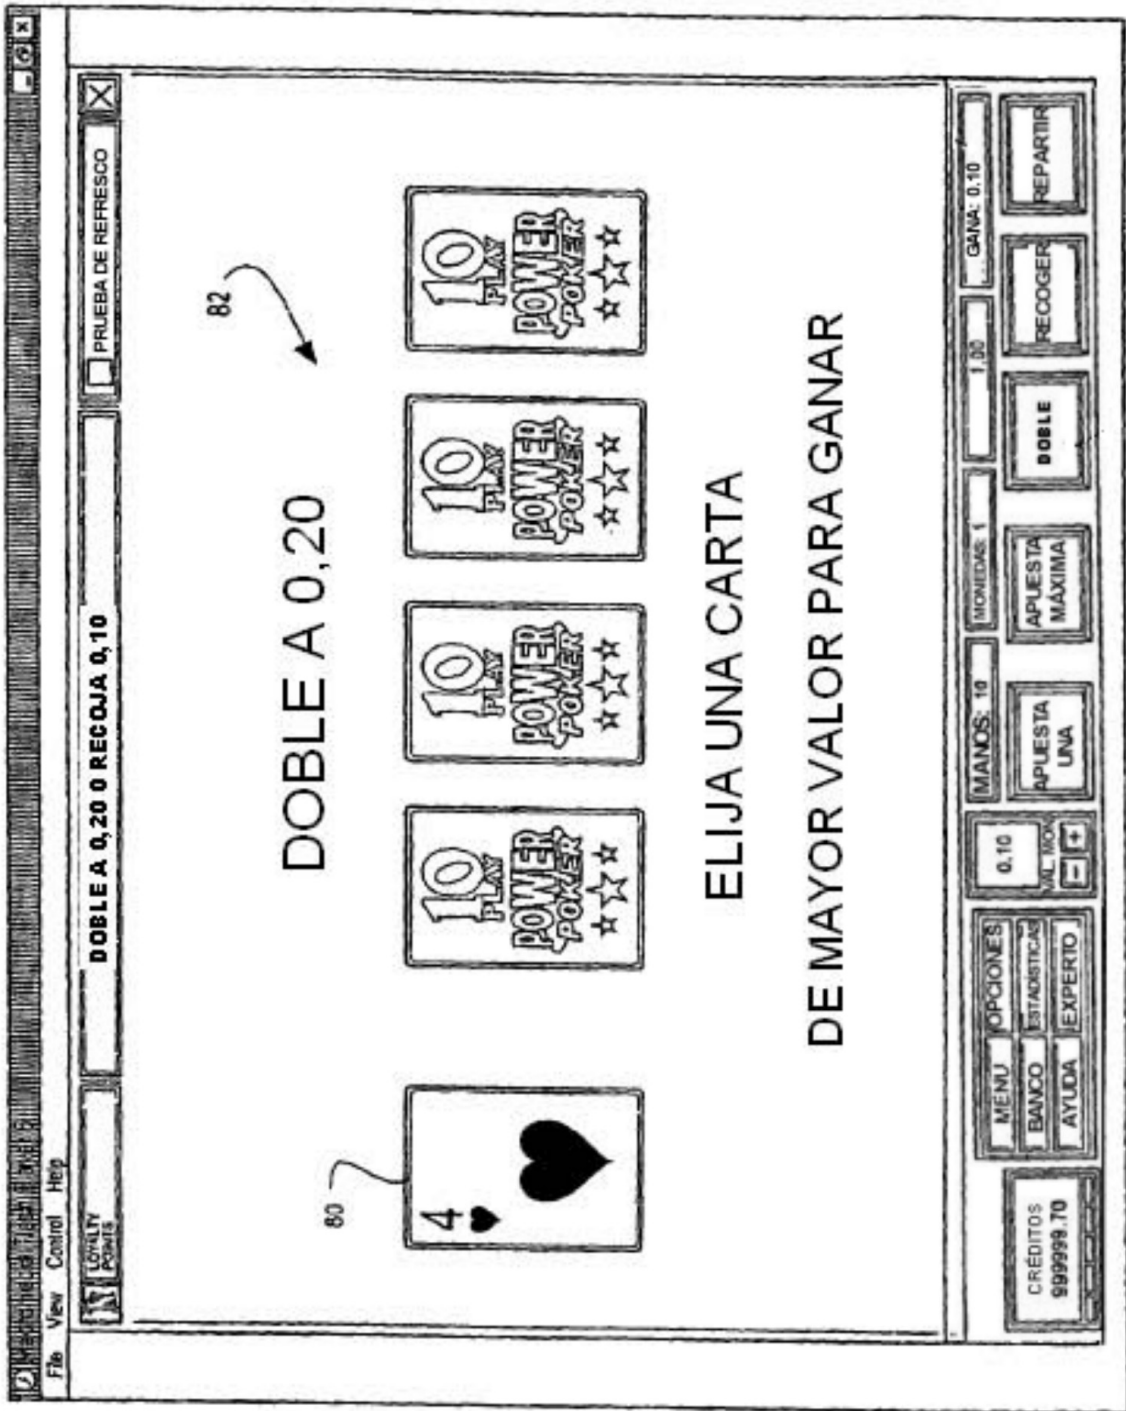 File View Control Help
LOYALTY
POINTS
DOBLE A 0,20 O RECOJA 0,10
PRUEBA DE REFRESCO
82
DOBLE A 0,20
80
4
10
PLAY
POWER
POKER
10
PLAY
POWER
POKER
10
PLAY
POWER
POKER
10
PLAY
POWER
POKER
ELIJA UNA CARTA
DE MAYOR VALOR PARA GANAR
CRÉDITOS
999999.70
MENU OPCIONES
BANCO ESTADISTICAS
AYUDA EXPERTO
0.10
VAL. MON
- +
MANOS: 10 MONEDAS: 1 1,00 GANA: 0.10
APUESTA
UNA
APUESTA
MÁXIMA
DOBLE
RECOGER
REPARTIR